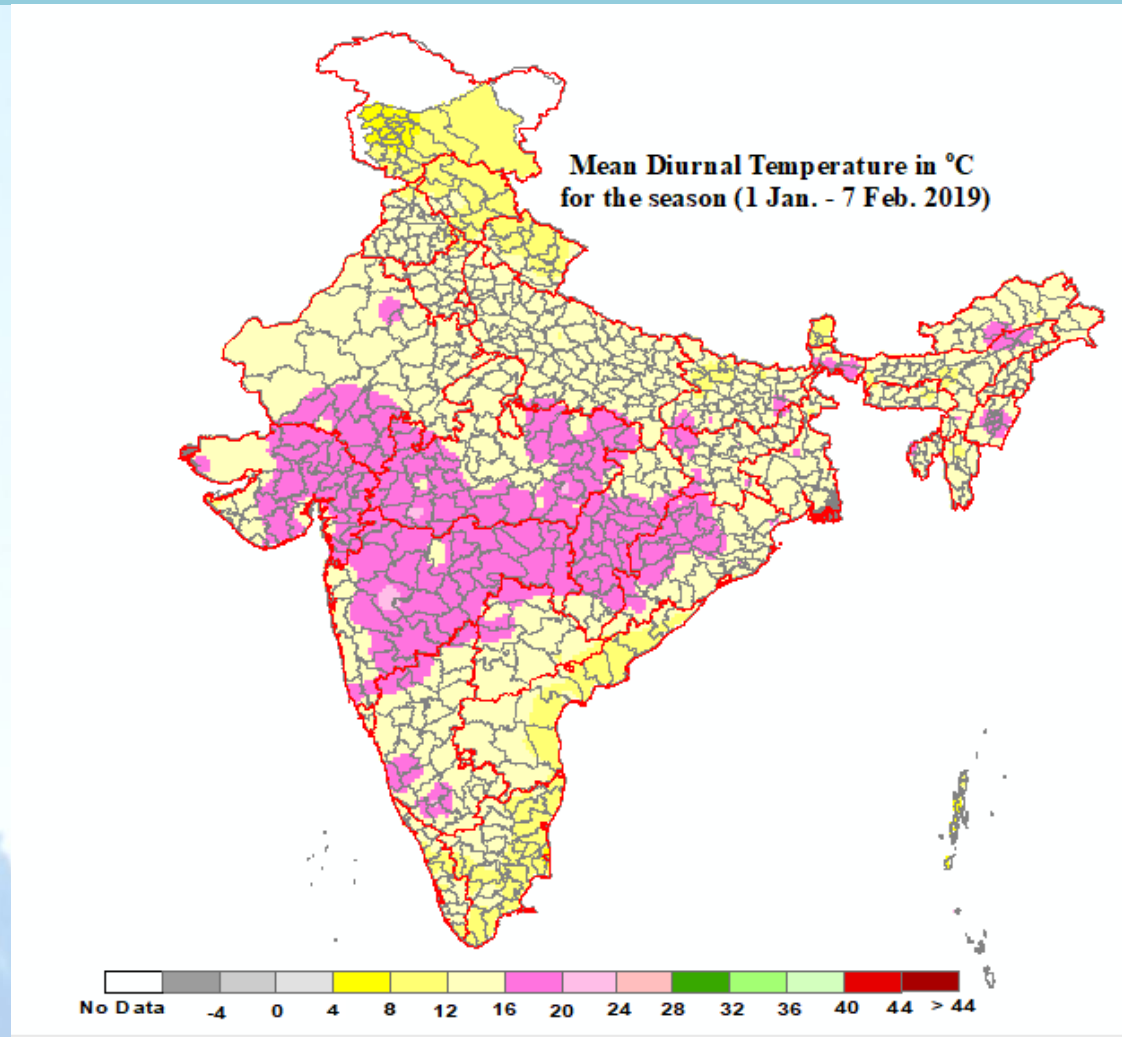 Mean Diurnal Temperature in °C
for the season (1 Jan. - 7 Feb. 2019)
No Data -4 0 4 8 12 16 20 24 28 32 36 40 44 > 44